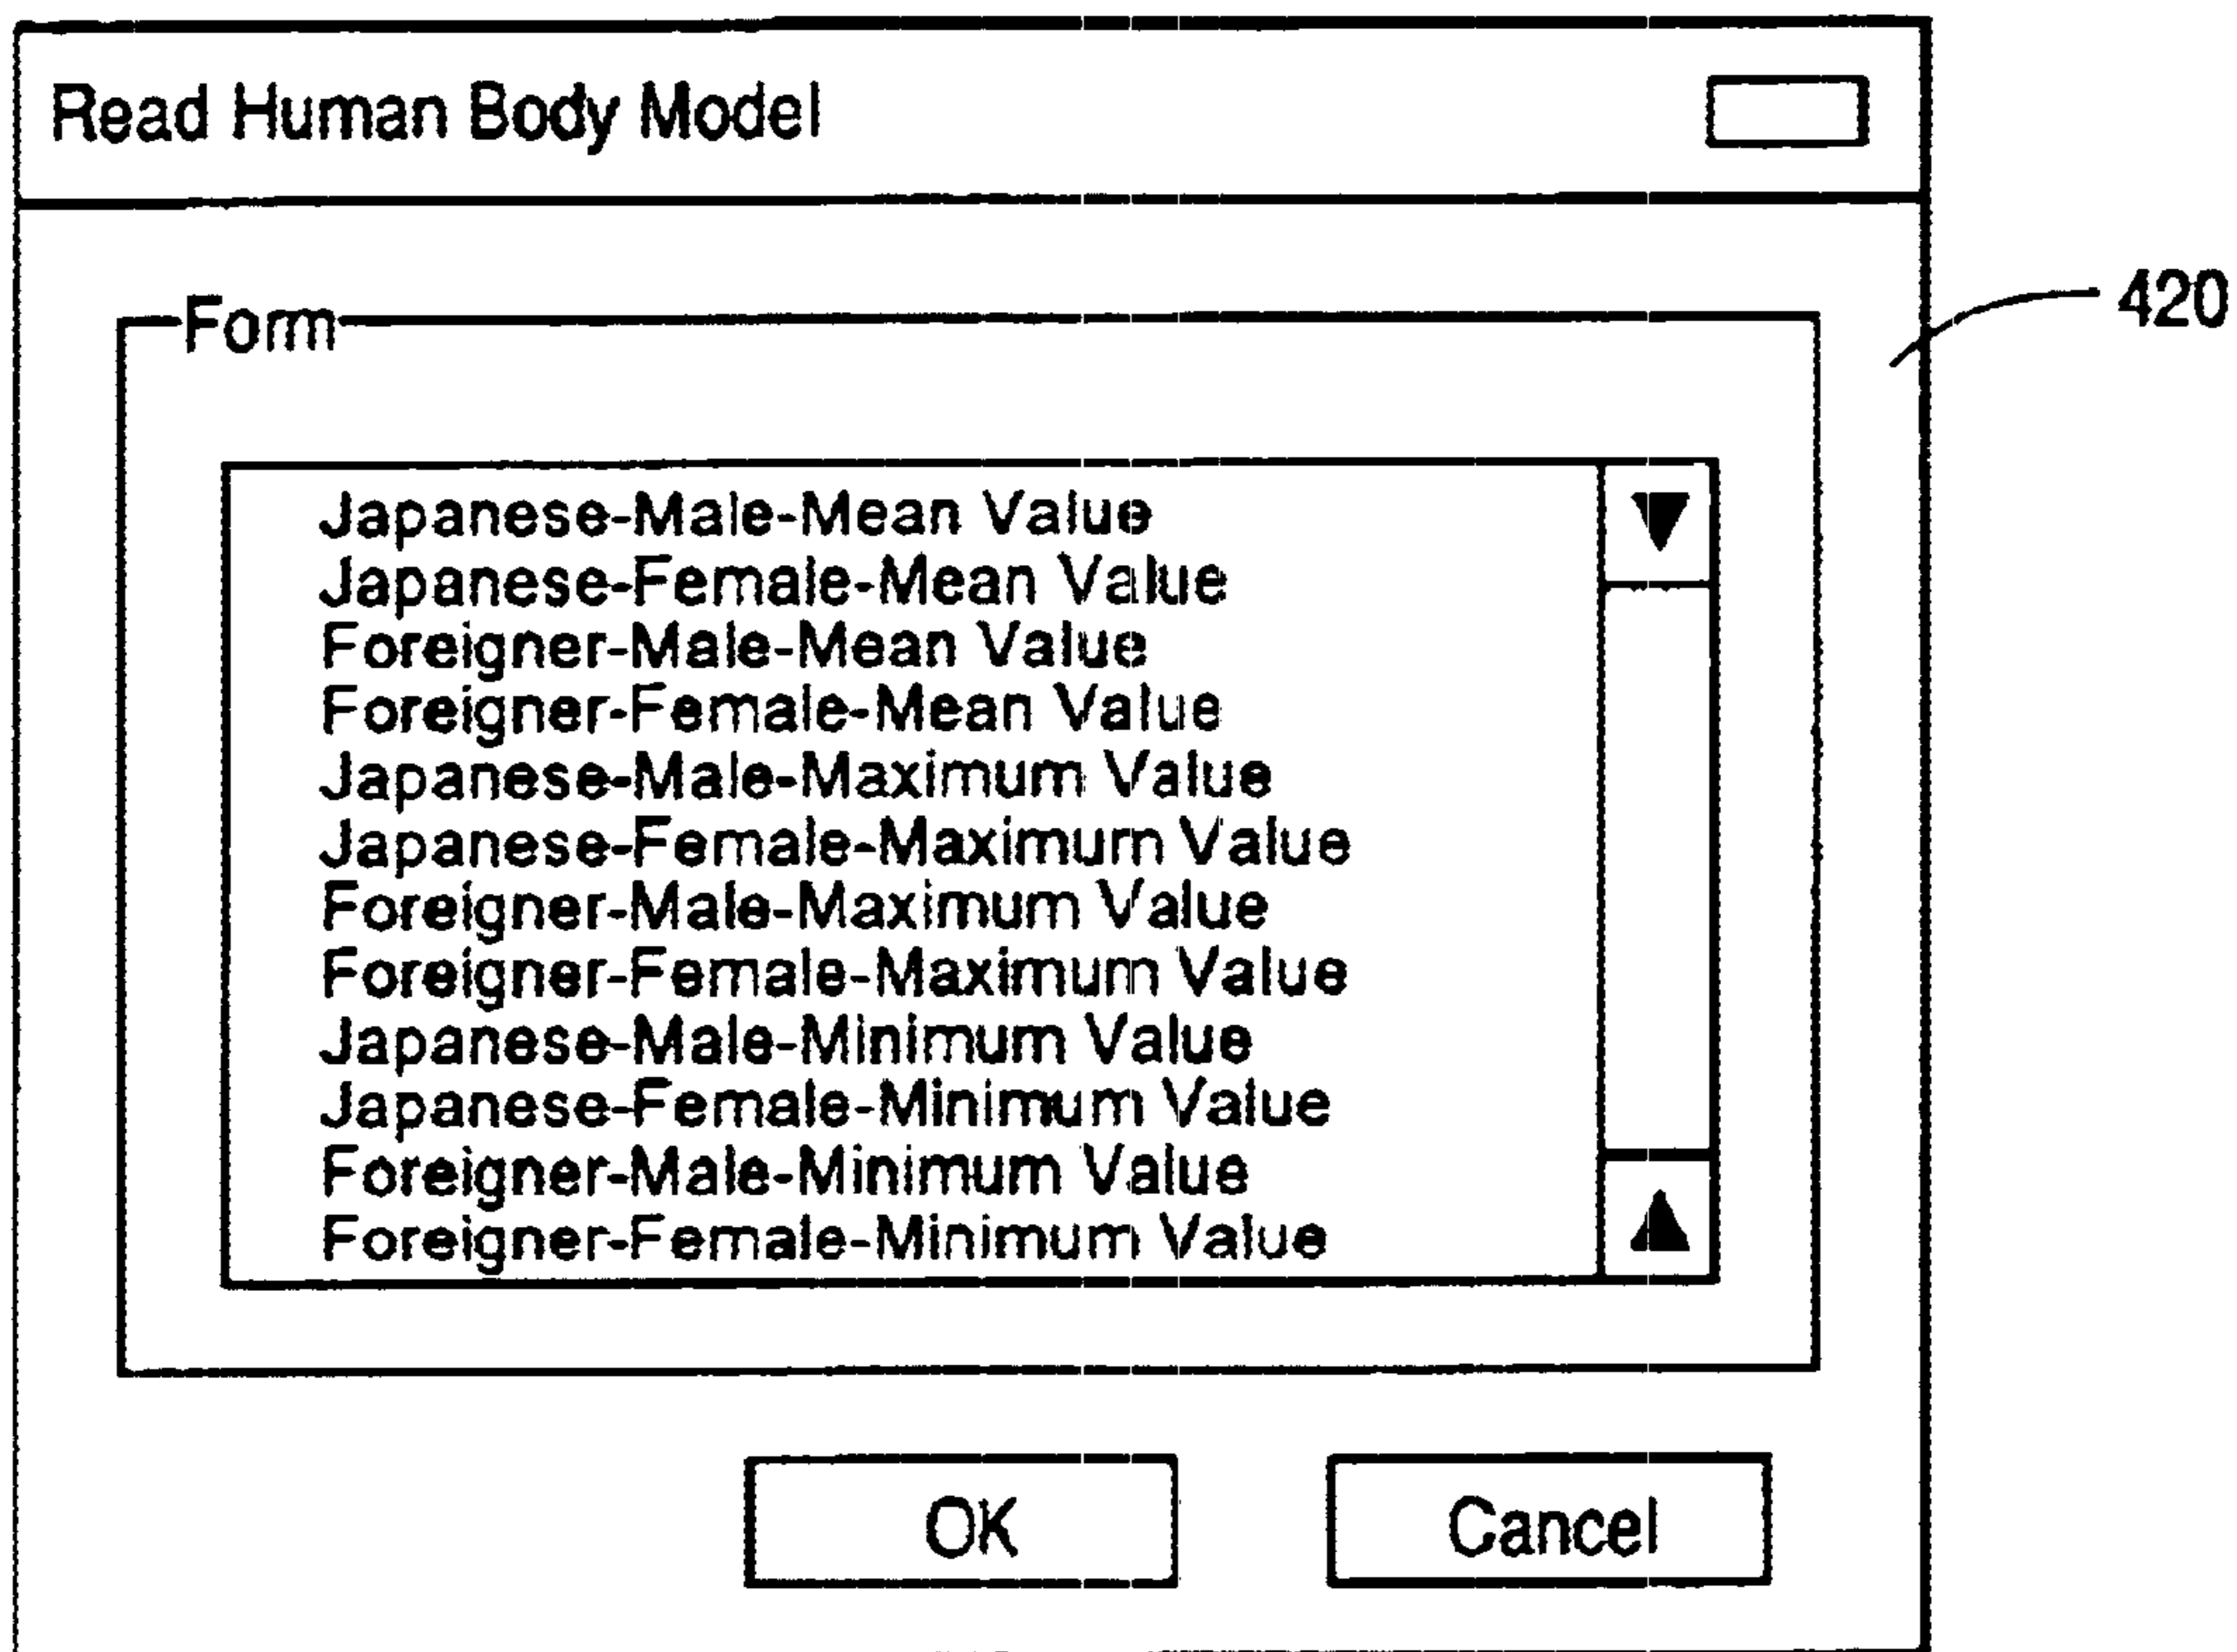 Read Human Body Model
Form
420
Japanese-Male-Mean Value
Japanese-Female-Mean Value
Foreigner-Male-Mean Value
Foreigner-Female-Mean Value
Japanese-Male-Maximum Value
Japanese-Female-Maximum Value
Foreigner-Male-Maximum Value
Foreigner-Female-Maximum Value
Japanese-Male-Minimum Value
Japanese-Female-Minimum Value
Foreigner-Male-Minimum Value
Foreigner-Female-Minimum Value
OK
Cancel